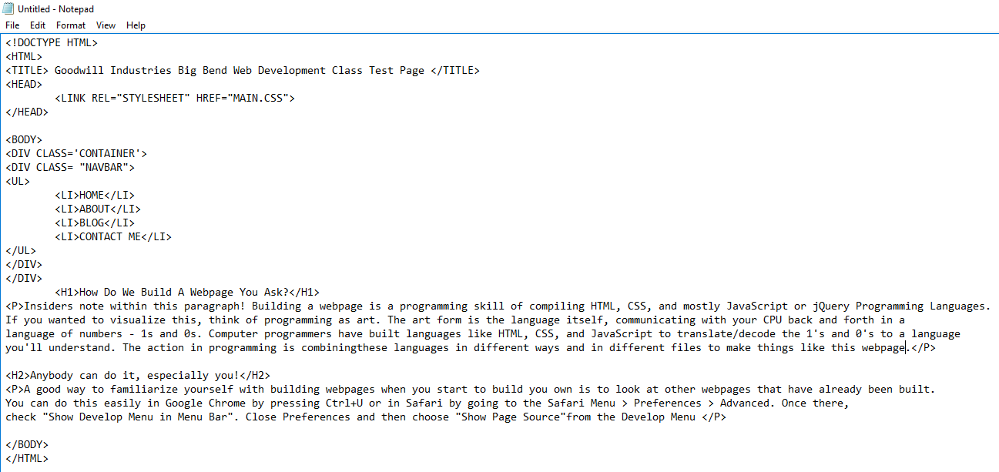 Untitled - Notepad
File Edit Format View Help
<!DOCTYPE HTML>
<HTML>
<TITLE> Goodwill Industries Big Bend Web Development Class Test Page </TITLE>
<HEAD>
        <LINK REL="STYLESHEET" HREF="MAIN.CSS">
</HEAD>

<BODY>
<DIV CLASS='CONTAINER'>
<DIV CLASS= "NAVBAR">
<UL>
        <LI>HOME</LI>
        <LI>ABOUT</LI>
        <LI>BLOG</LI>
        <LI>CONTACT ME</LI>
</UL>
</DIV>
</DIV>
        <H1>How Do We Build A Webpage You Ask?</H1>
<P>Insiders note within this paragraph! Building a webpage is a programming skill of compiling HTML, CSS, and mostly JavaScript or jQuery Programming Languages.
If you wanted to visualize this, think of programming as art. The art form is the language itself, communicating with your CPU back and forth in a
language of numbers - 1s and 0s. Computer programmers have built languages like HTML, CSS, and JavaScript to translate/decode the 1's and 0's to a language
you'll understand. The action in programming is combiningthese languages in different ways and in different files to make things like this webpage.</P>

<H2>Anybody can do it, especially you!</H2>
<P>A good way to familiarize yourself with building webpages when you start to build you own is to look at other webpages that have already been built.
You can do this easily in Google Chrome by pressing Ctrl+U or in Safari by going to the Safari Menu > Preferences > Advanced. Once there,
check "Show Develop Menu in Menu Bar". Close Preferences and then choose "Show Page Source"from the Develop Menu </P>

</BODY>
</HTML>